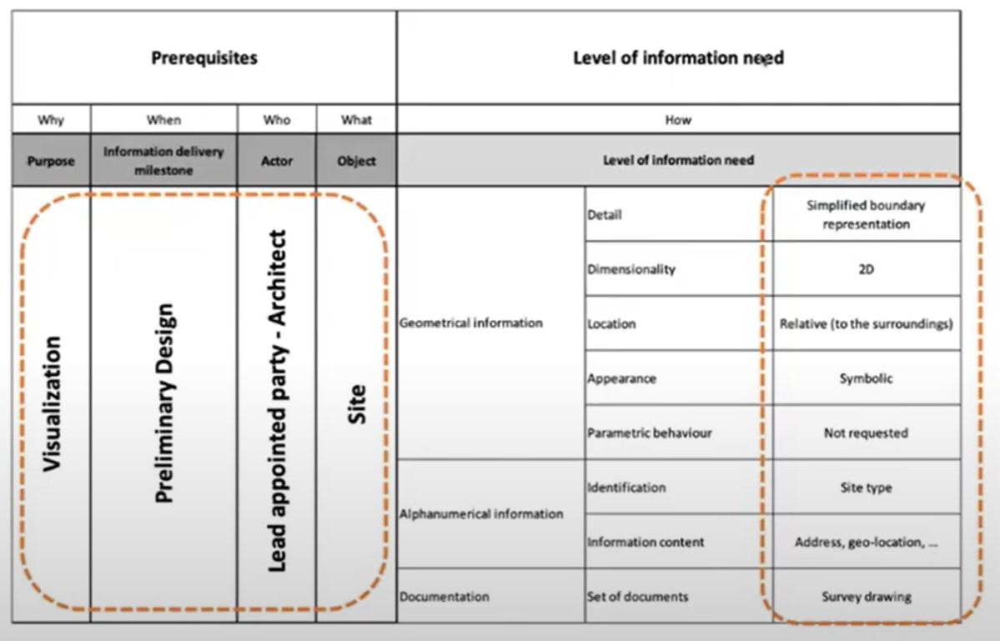 Prerequisites
Level of information need
Why
When
Who
What
How
Purpose
Information delivery
milestone
Actor
Object
Level of information need
Visualization
Preliminary Design
Lead appointed party - Architect
Site
Geometrical information
Detail
Simplified boundary
representation
Dimensionality
2D
Location
Relative (to the surroundings)
Appearance
Symbolic
Parametric behaviour
Not requested
Alphanumerical information
Identification
Site type
Information content
Address, geo-location, ...
Documentation
Set of documents
Survey drawing